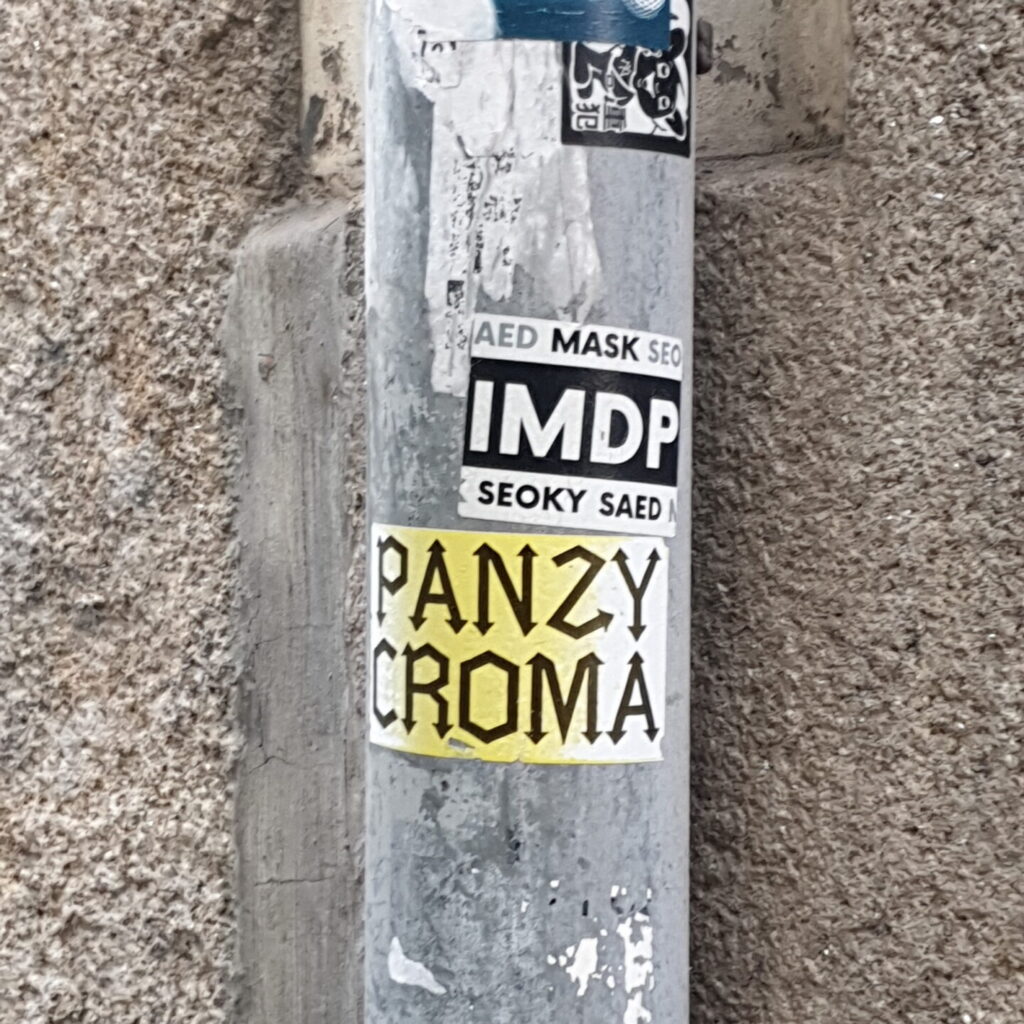 AED MASK SEO
IMDP
SEOKY SAED
PANZY
CROMA